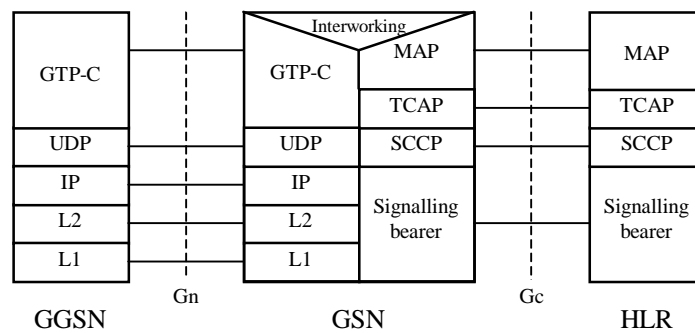 Interworking
GTP-C
GTP-C
MAP
MAP
TCAP
TCAP
UDP
UDP
SCCP
SCCP
IP
IP
L2
L2
Signalling
bearer
Signalling
bearer
L1
L1
Gn
Gc
GGSN
GSN
HLR